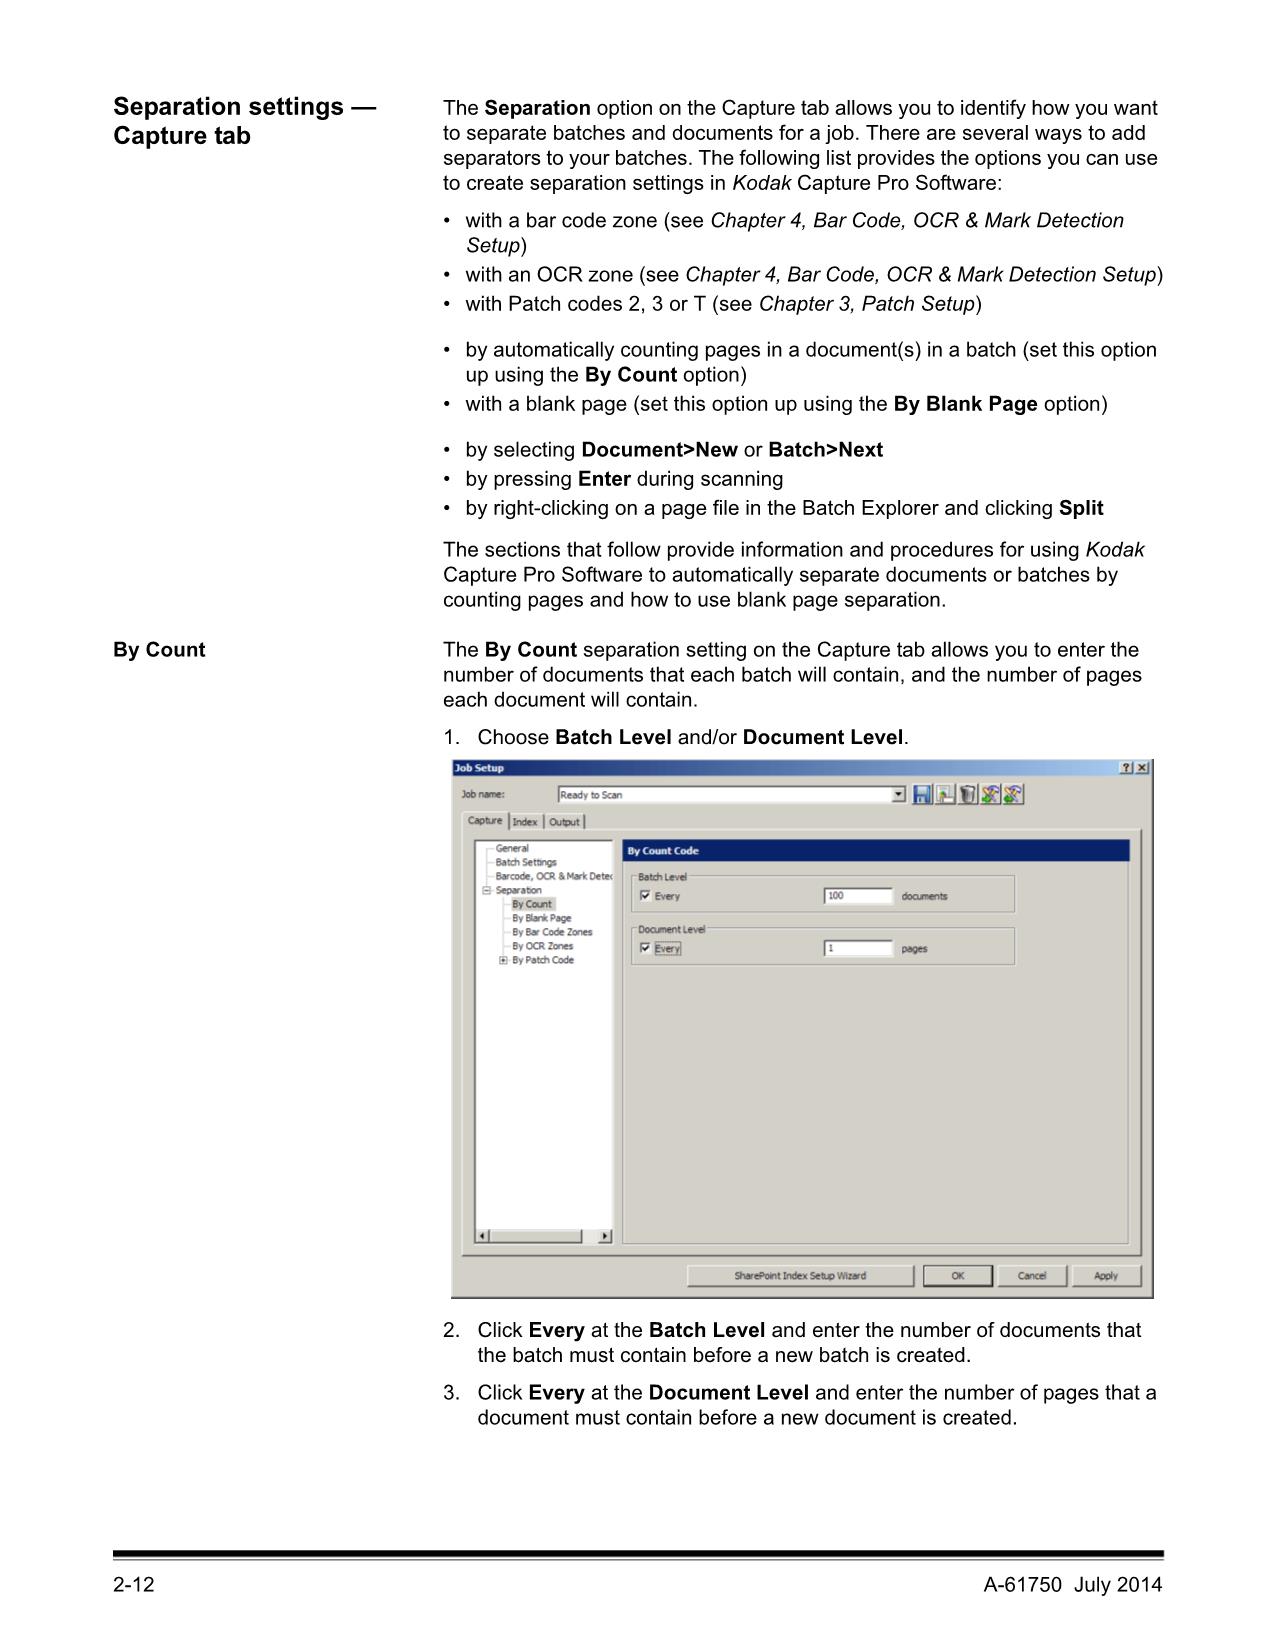 Separation settings —
Capture tab
The Separation option on the Capture tab allows you to identify how you want
to separate batches and documents for a job. There are several ways to add
separators to your batches. The following list provides the options you can use
to create separation settings in Kodak Capture Pro Software:
• with a bar code zone (see Chapter 4, Bar Code, OCR & Mark Detection
Setup)
• with an OCR zone (see Chapter 4, Bar Code, OCR & Mark Detection Setup)
• with Patch codes 2, 3 or T (see Chapter 3, Patch Setup)
• by automatically counting pages in a document(s) in a batch (set this option
up using the By Count option)
• with a blank page (set this option up using the By Blank Page option)
• by selecting Document>New or Batch>Next
• by pressing Enter during scanning
• by right-clicking on a page file in the Batch Explorer and clicking Split
The sections that follow provide information and procedures for using Kodak
Capture Pro Software to automatically separate documents or batches by
counting pages and how to use blank page separation.
By Count
The By Count separation setting on the Capture tab allows you to enter the
number of documents that each batch will contain, and the number of pages
each document will contain.
1. Choose Batch Level and/or Document Level.
Job Setup
Job name: Ready to Scan
Capture Index Output
General
Batch Settings
Barcode, OCR & Mark Detec
Separation
By Count
By Blank Page
By Bar Code Zones
By OCR Zones
By Patch Code
By Count Code
Batch Level
Every 100 documents
Document Level
Every 1 pages
SharePoint Index Setup Wizard OK Cancel Apply
2. Click Every at the Batch Level and enter the number of documents that
the batch must contain before a new batch is created.
3. Click Every at the Document Level and enter the number of pages that a
document must contain before a new document is created.
2-12 A-61750 July 2014